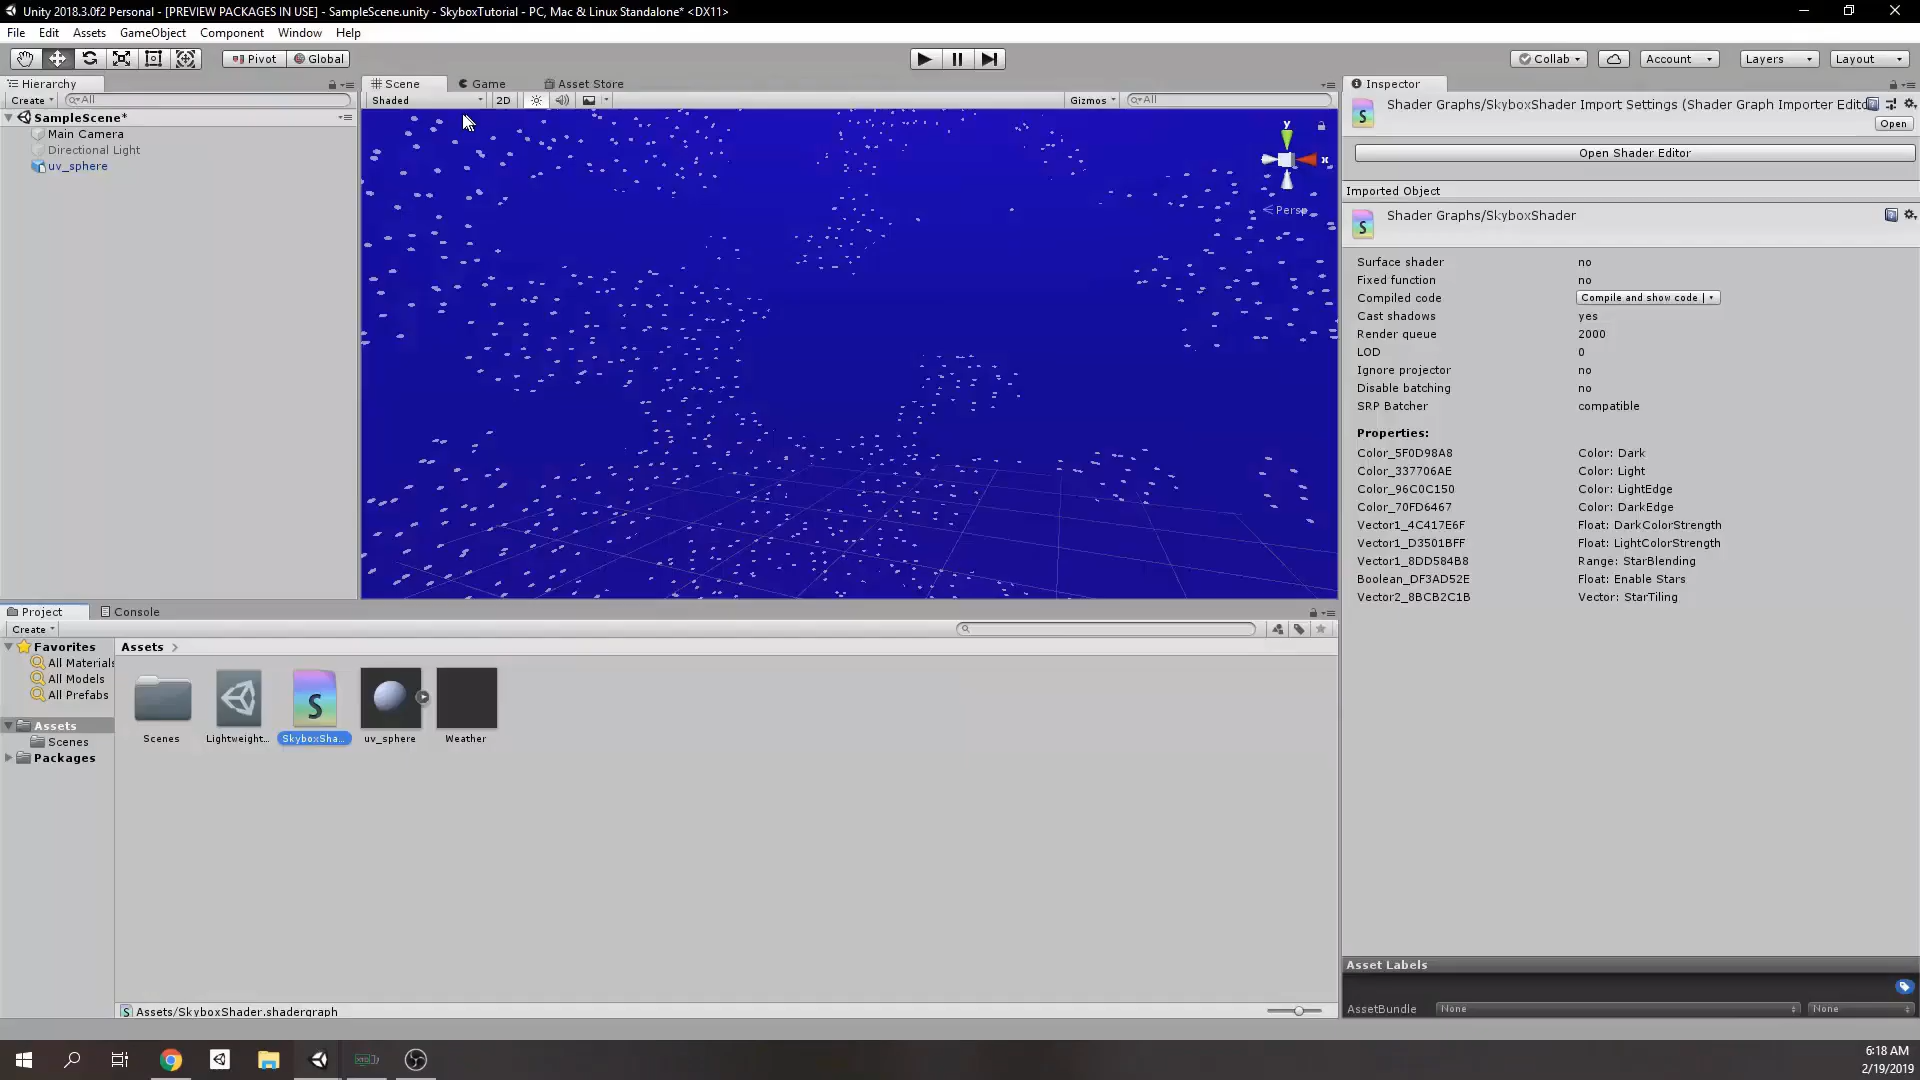 Unity 2018.3.0f2 Personal - [PREVIEW PACKAGES IN USE] - SampleScene.unity - SkyboxTutorial - PC, Mac & Linux Standalone* <DX11>
File Edit Assets GameObject Component Window Help
Pivot Global Collab Account Layers Layout
Hierarchy Scene Game Asset Store Inspector
Create All Shaded 2D Gizmos All
Shader Graphs/SkyboxShader Import Settings (Shader Graph Importer Edito
Open
SampleScene*
Main Camera
Directional Light
uv_sphere
y
x
Persp
Open Shader Editor
Imported Object
Shader Graphs/SkyboxShader
Surface shader no
Fixed function no
Compiled code Compile and show code
Cast shadows yes
Render queue 2000
LOD 0
Ignore projector no
Disable batching no
SRP Batcher compatible
Properties:
Color_5F0D98A8 Color: Dark
Color_337706AE Color: Light
Color_96C0C150 Color: LightEdge
Color_70FD6467 Color: DarkEdge
Vector1_4C417E6F Float: DarkColorStrength
Vector1_D3501BFF Float: LightColorStrength
Vector1_8DD584B8 Range: StarBlending
Boolean_DF3AD52E Float: Enable Stars
Vector2_8BCB2C1B Vector: StarTiling
Project Console
Create
Favorites
All Materials
All Models
All Prefabs
Assets
Scenes
Packages
Assets
Scenes Lightweight... SkyboxSha... uv_sphere Weather
Assets/SkyboxShader.shadergraph
Asset Labels
AssetBundle None None
6:18 AM
2/19/2019